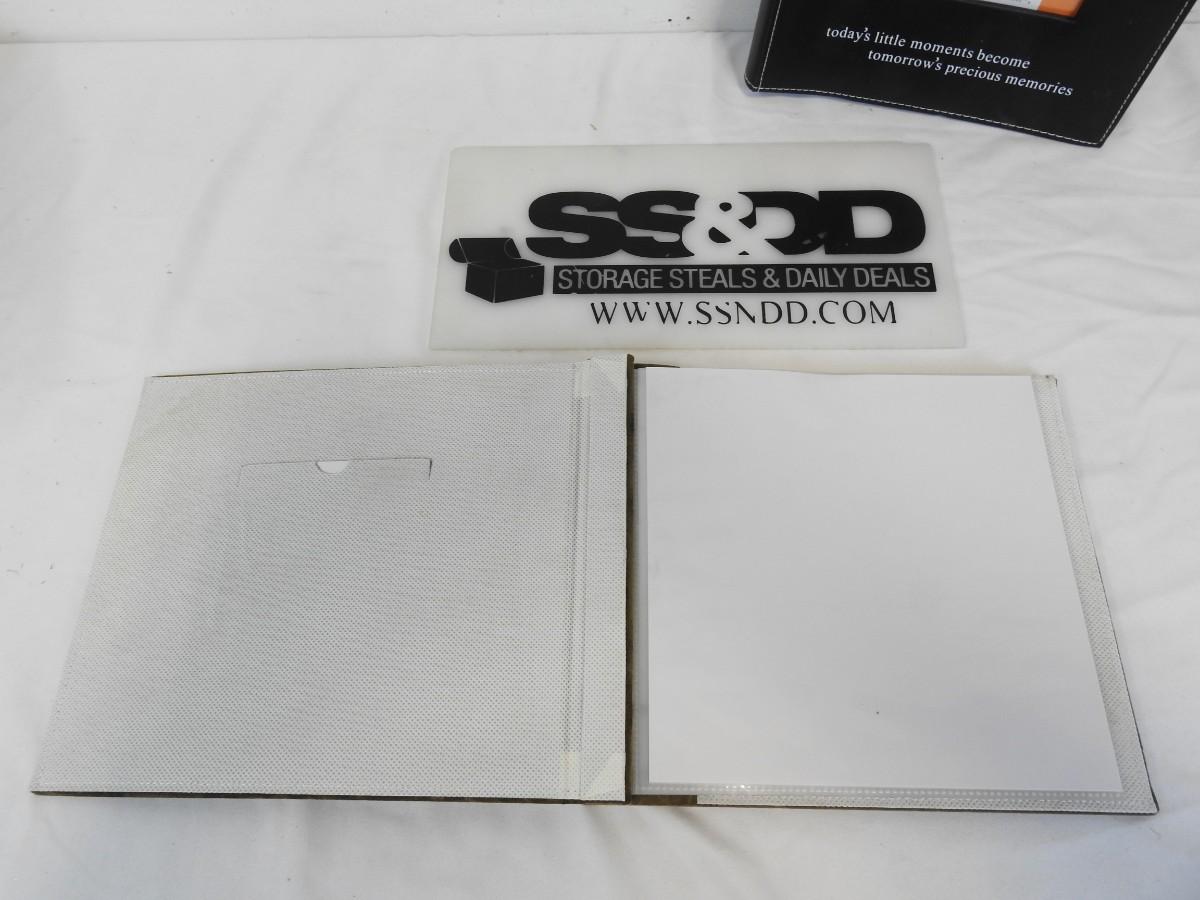 today's little moments become
tomorrow's precious memories
SS&DD
STORAGE STEALS & DAILY DEALS
WWW.SSNDD.COM